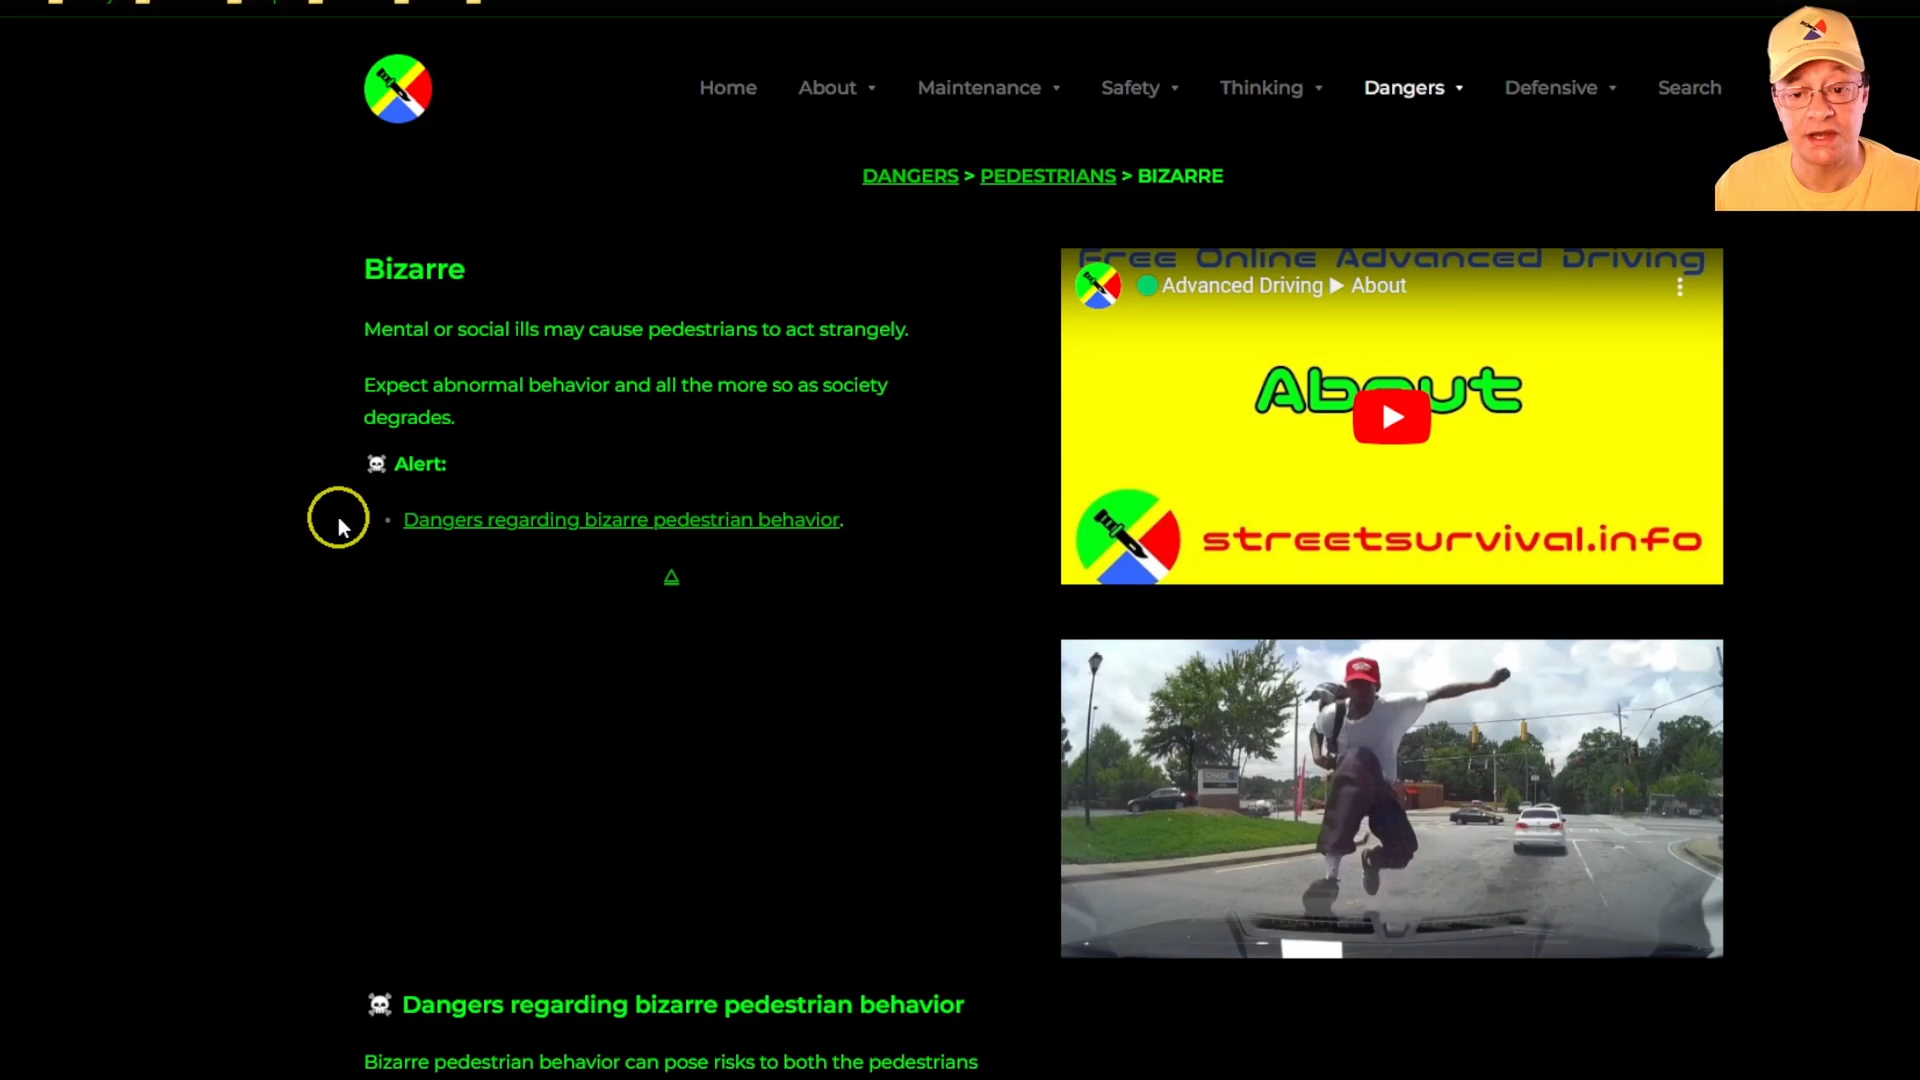 Home About Maintenance Safety Thinking Dangers Defensive Search
DANGERS > PEDESTRIANS > BIZARRE
Bizarre
Mental or social ills may cause pedestrians to act strangely.
Expect abnormal behavior and all the more so as society
degrades.
Alert:
Dangers regarding bizarre pedestrian behavior.
Free Online Advanced Driving
Advanced Driving ▶ About
About
streetsurvival.info
CHASE
Dangers regarding bizarre pedestrian behavior
Bizarre pedestrian behavior can pose risks to both the pedestrians